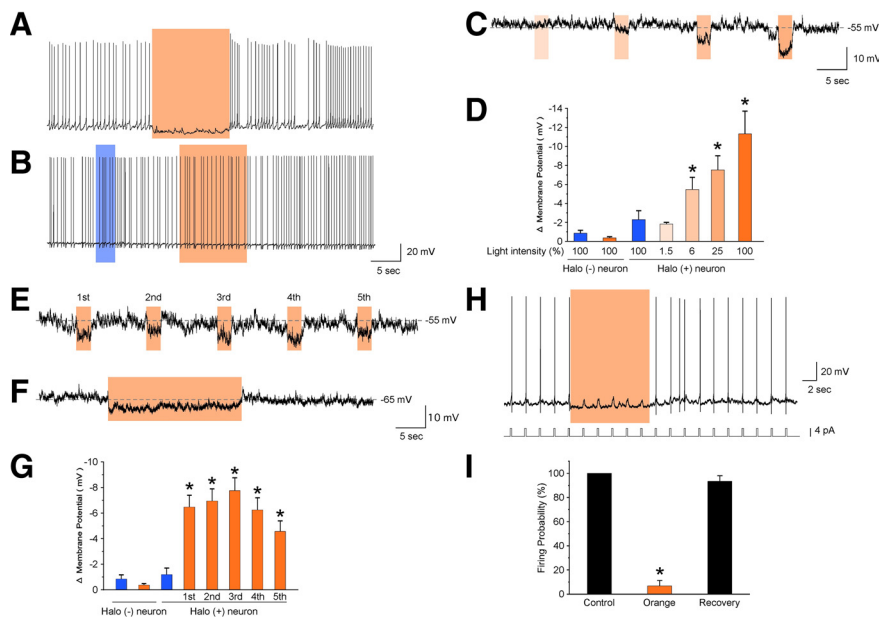 A
B
20 mV
5 sec
C
-55 mV
10 mV
5 sec
D
Δ Membrane Potential ( mV )
-14
-12
-10
-8
-6
-4
-2
0
* * *
Light intensity (%) 100 100 100 1.5 6 25 100
Halo (-) neuron Halo (+) neuron
E
1st 2nd 3rd 4th 5th
-55 mV
F
-65 mV
10 mV
5 sec
G
Δ Membrane Potential ( mV )
-10
-8
-6
-4
-2
0
* * * * *
1st 2nd 3rd 4th 5th
Halo (-) neuron Halo (+) neuron
H
20 mV
2 sec
4 pA
I
Firing Probability (%)
100
80
60
40
20
0
*
Control Orange Recovery